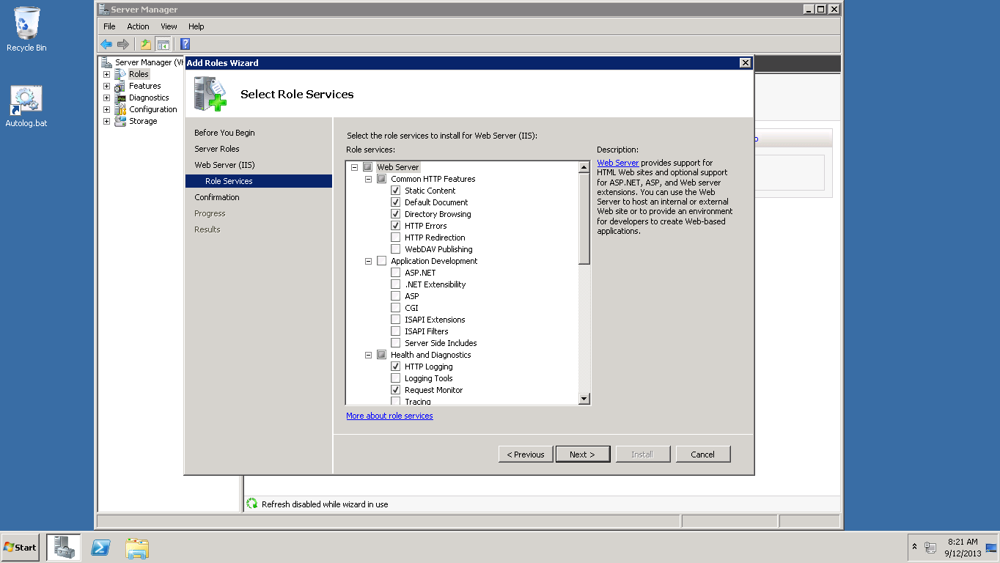 Recycle Bin
Autolog.bat
Server Manager
File Action View Help
Server Manager (
Roles
Features
Diagnostics
Configuration
Storage
Add Roles Wizard
Select Role Services
Before You Begin
Server Roles
Web Server (IIS)
Role Services
Confirmation
Progress
Results
Select the role services to install for Web Server (IIS):
Role services:
Web Server
Common HTTP Features
Static Content
Default Document
Directory Browsing
HTTP Errors
HTTP Redirection
WebDAV Publishing
Application Development
ASP.NET
.NET Extensibility
ASP
CGI
ISAPI Extensions
ISAPI Filters
Server Side Includes
Health and Diagnostics
HTTP Logging
Logging Tools
Request Monitor
Tracing
More about role services
Description:
Web Server provides support for
HTML Web sites and optional support
for ASP.NET, ASP, and Web server
extensions. You can use the Web
Server to host an internal or external
Web site or to provide an environment
for developers to create Web-based
applications.
< Previous Next > Install Cancel
Refresh disabled while wizard in use
Start
8:21 AM
9/12/2013